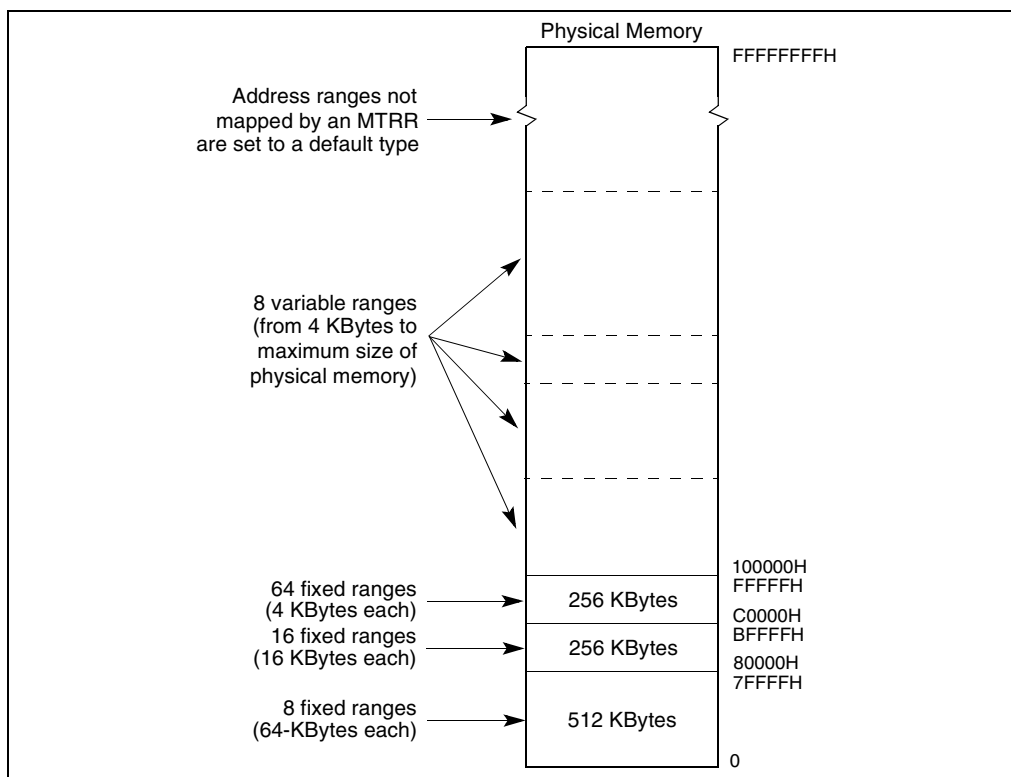 Physical Memory
FFFFFFFFH
Address ranges not
mapped by an MTRR
are set to a default type
8 variable ranges
(from 4 KBytes to
maximum size of
physical memory)
100000H
FFFFFH
64 fixed ranges
(4 KBytes each)
256 KBytes
C0000H
BFFFFH
16 fixed ranges
(16 KBytes each)
256 KBytes
80000H
7FFFFH
8 fixed ranges
(64-KBytes each)
512 KBytes
0